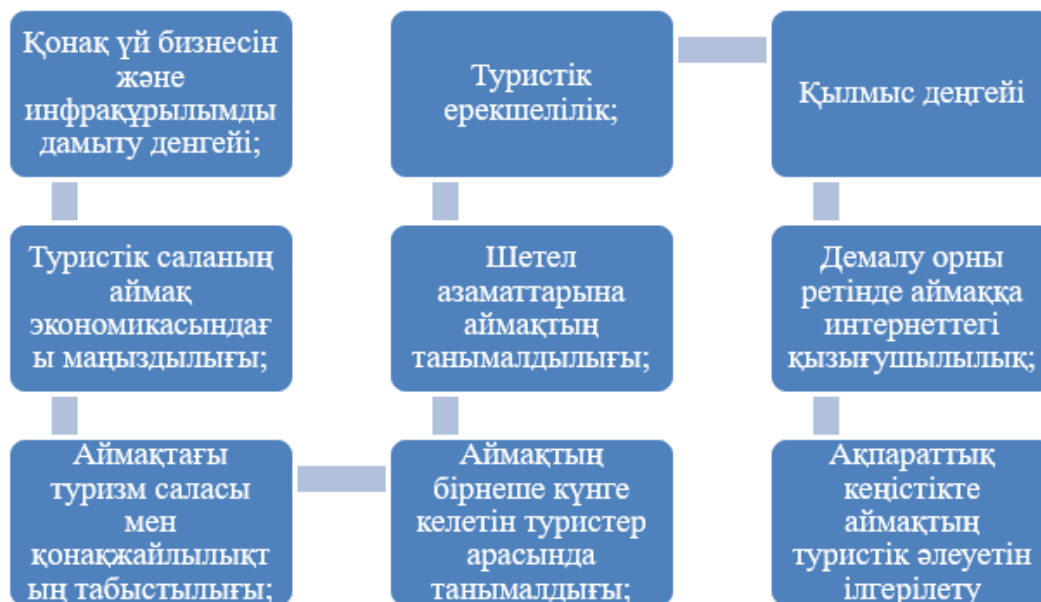 Қонақ үй бизнесін
және
инфрақұрылымды
дамыту денгейі;
Туристік саланың
аймақ
экономикасындағ
ы маңыздылығы;
Аймақтағы
туризм саласы
мен
қонақжайлылықт
ың табыстылығы;
Аймақтың
бірнеше күнге
келетін туристер
арасында
танымалдығы;
Шетел
азаматтарына
аймақтың
танымалдылығы;
Туристік
ерекшелілік;
Қылмыс деңгейі
Демалу орны
ретінде аймаққа
интернеттегі
қызығушылылық;
Ақпараттық
кеңістікте
аймақтың
туристік әлеуетін
ілгерілету